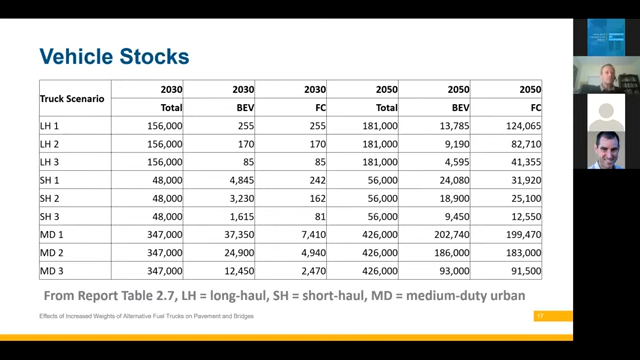 Vehicle Stocks
Truck Scenario 2030 2030 2030 2050 2050 2050
Total BEV FC Total BEV FC
LH 1 156,000 255 255 181,000 13,785 124,065
LH 2 156,000 170 170 181,000 9,190 82,710
LH 3 156,000 85 85 181,000 4,595 41,355
SH 1 48,000 4,845 242 56,000 24,080 31,920
SH 2 48,000 3,230 162 56,000 18,900 25,100
SH 3 48,000 1,615 81 56,000 9,450 12,550
MD 1 347,000 37,350 7,410 426,000 202,740 199,470
MD 2 347,000 24,900 4,940 426,000 186,000 183,000
MD 3 347,000 12,450 2,470 426,000 93,000 91,500
From Report Table 2.7, LH = long-haul, SH = short-haul, MD = medium-duty urban
Effects of Increased Weights of Alternative Fuel Trucks on Pavement and Bridges
17